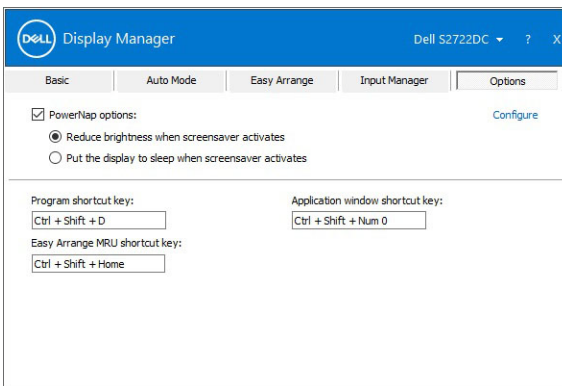 DELL Display Manager Dell S2722DC ? X
Basic Auto Mode Easy Arrange Input Manager Options
PowerNap options: Configure
Reduce brightness when screensaver activates
Put the display to sleep when screensaver activates
Program shortcut key: Application window shortcut key:
Ctrl + Shift + D Ctrl + Shift + Num 0
Easy Arrange MRU shortcut key:
Ctrl + Shift + Home